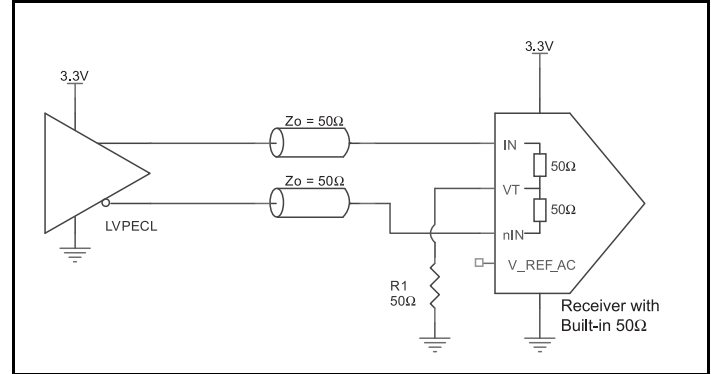 3.3V
3.3V
Zo = 50Ω
IN
50Ω
Zo = 50Ω
VT
50Ω
LVPECL
nIN
V_REF_AC
R1
50Ω
Receiver with
Built-in 50Ω